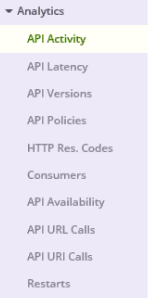 Analytics
API Activity
API Latency
API Versions
API Policies
HTTP Res. Codes
Consumers
API Availability
API URL Calls
API URI Calls
Restarts